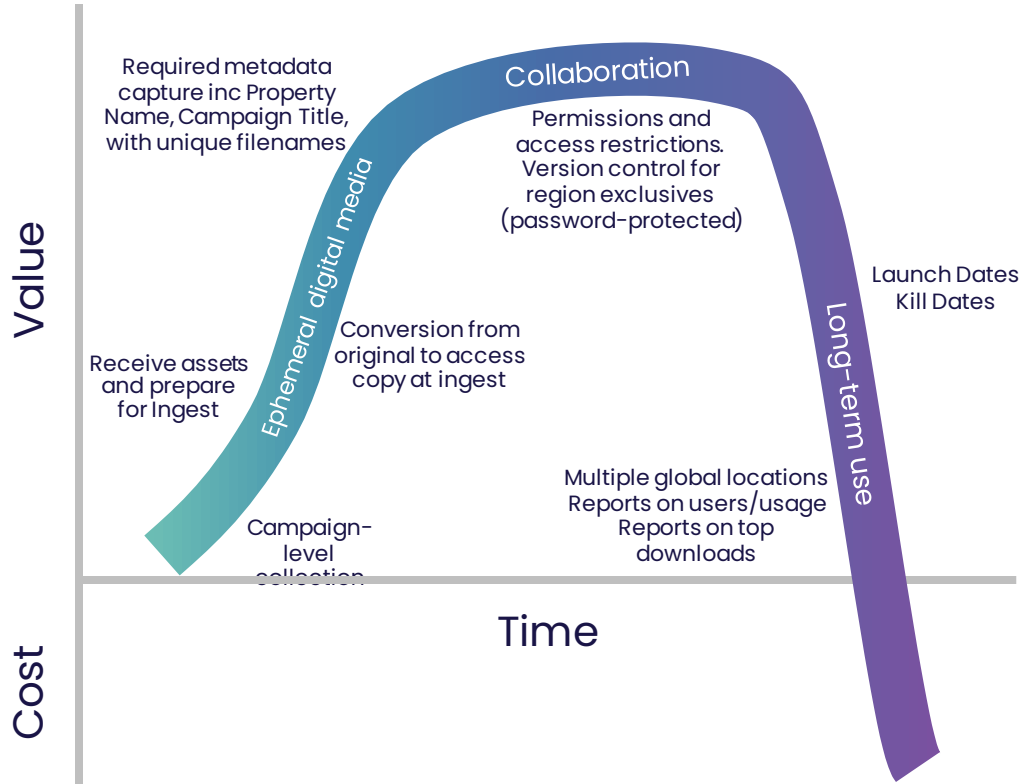 Required metadata
capture inc Property
Name, Campaign Title,
with unique filenames
Collaboration
Permissions and
access restrictions.
Version control for
region exclusives
(password-protected)
Ephemeral digital media
Value
Launch Dates
Kill Dates
Conversion from
original to access
copy at ingest
Receive assets
and prepare
for Ingest
Long-term use
Multiple global locations
Reports on users/usage
Reports on top
downloads
Campaign-
level
collection
Time
Cost